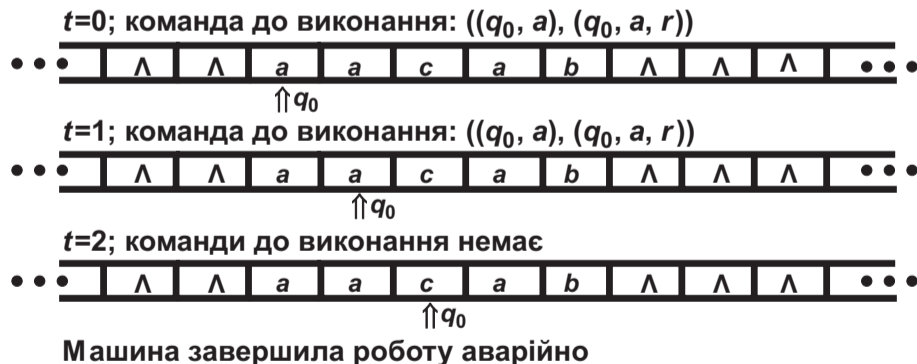 t=0; команда до виконання: ((q₀, a), (q₀, a, r))
••• Λ Λ a a c a b Λ Λ Λ •••
⇑q₀
t=1; команда до виконання: ((q₀, a), (q₀, a, r))
••• Λ Λ a a c a b Λ Λ Λ •••
⇑q₀
t=2; команди до виконання немає
••• Λ Λ a a c a b Λ Λ Λ •••
⇑q₀
Машина завершила роботу аварійно